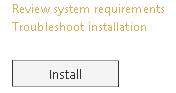 Review system requirements
Troubleshoot installation
Install